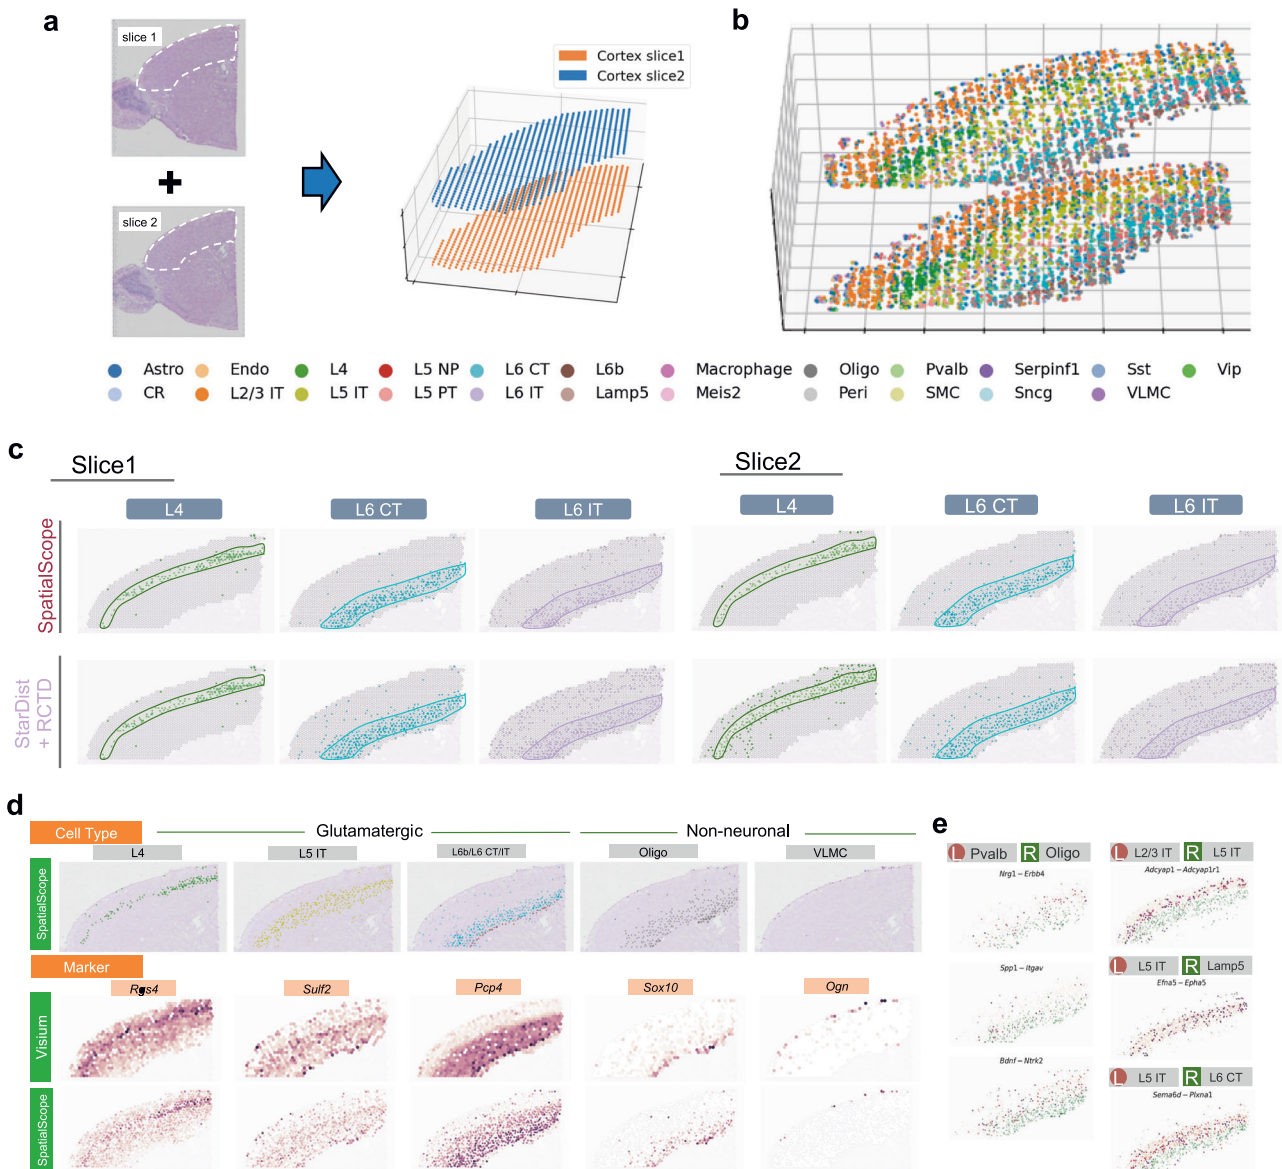 a
slice 1
slice 2
Cortex slice1
Cortex slice2
b
Astro Endo L4 L5 NP L6 CT L6b Macrophage Oligo Pvalb Serpinf1 Sst Vip
CR L2/3 IT L5 IT L5 PT L6 IT Lamp5 Meis2 Peri SMC Sncg VLMC
c
Slice1 Slice2
L4 L6 CT L6 IT L4 L6 CT L6 IT
SpatialScope
StarDist
+ RCTD
d
Cell Type Glutamatergic Non-neuronal
L4 L5 IT L6b/L6 CT/IT Oligo VLMC
SpatialScope
Marker
Rgs4 Sulf2 Pcp4 Sox10 Ogn
Visium
SpatialScope
e
L Pvalb R Oligo
Nrg1 – Erbb4
Spp1 – Itgav
Bdnf – Ntrk2
L L2/3 IT R L5 IT
Adcyap1 – Adcyap1r1
L L5 IT R Lamp5
Efna5 – Epha5
L L5 IT R L6 CT
Sema6d – Plxna1